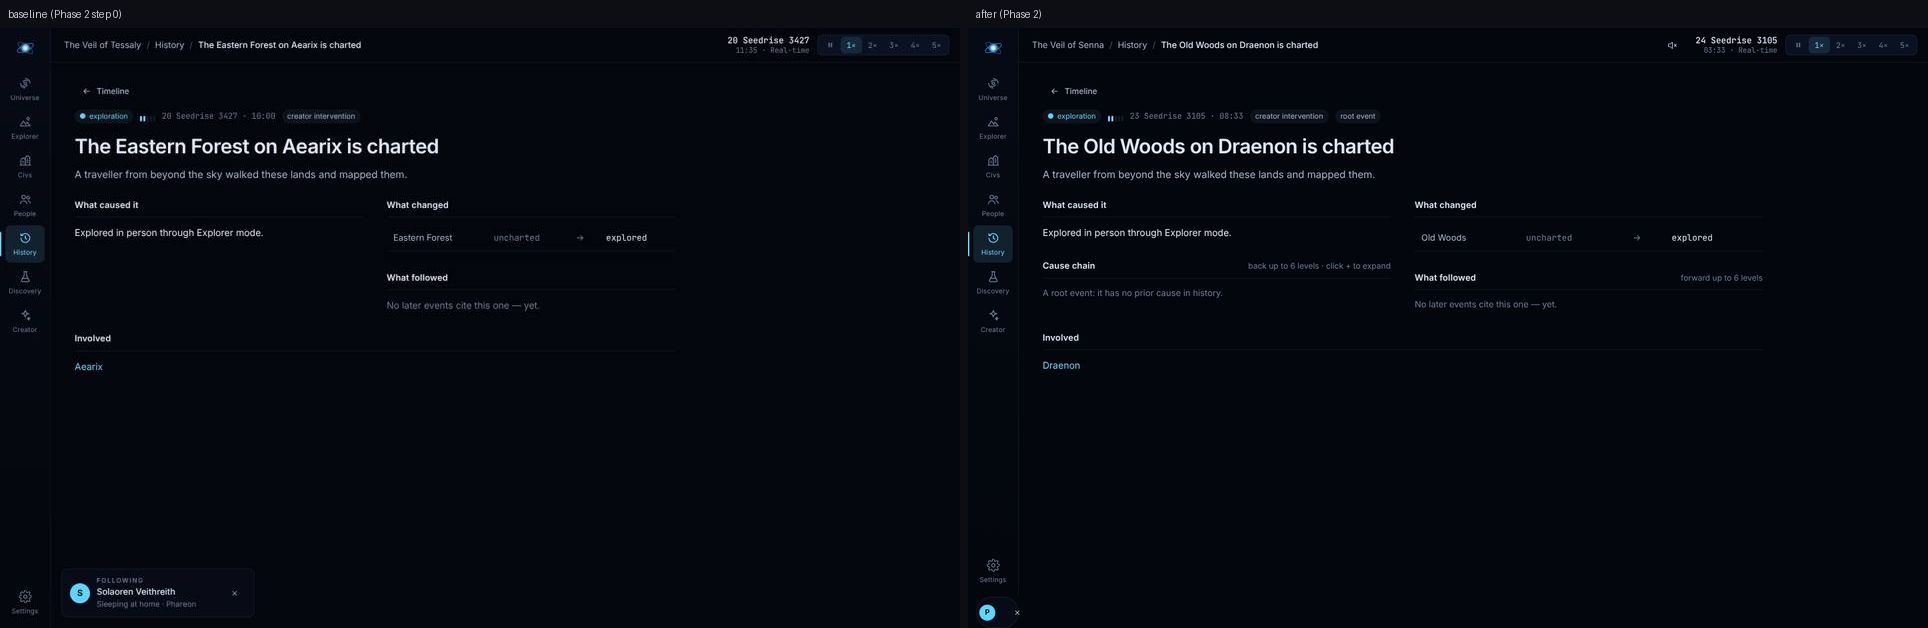 baseline (Phase 2 step 0)
The Veil of Tessaly / History / The Eastern Forest on Aearix is charted
20 Seedrise 3427
11:35 · Real-time
1× 2× 3× 4× 5×
Universe
Explorer
Civs
People
History
Discovery
Creator
Settings
← Timeline
exploration 20 Seedrise 3427 · 10:00 creator intervention
The Eastern Forest on Aearix is charted
A traveller from beyond the sky walked these lands and mapped them.
What caused it
Explored in person through Explorer mode.
What changed
Eastern Forest uncharted → explored
What followed
No later events cite this one — yet.
Involved
Aearix
S
FOLLOWING
Solaoren Veithreith
Sleeping at home · Phareon
×
after (Phase 2)
The Veil of Senna / History / The Old Woods on Draenon is charted
24 Seedrise 3105
03:33 · Real-time
1× 2× 3× 4× 5×
Universe
Explorer
Civs
People
History
Discovery
Creator
Settings
P ×
← Timeline
exploration 23 Seedrise 3105 · 08:33 creator intervention root event
The Old Woods on Draenon is charted
A traveller from beyond the sky walked these lands and mapped them.
What caused it
Explored in person through Explorer mode.
Cause chain back up to 6 levels · click + to expand
A root event: it has no prior cause in history.
What changed
Old Woods uncharted → explored
What followed forward up to 6 levels
No later events cite this one — yet.
Involved
Draenon